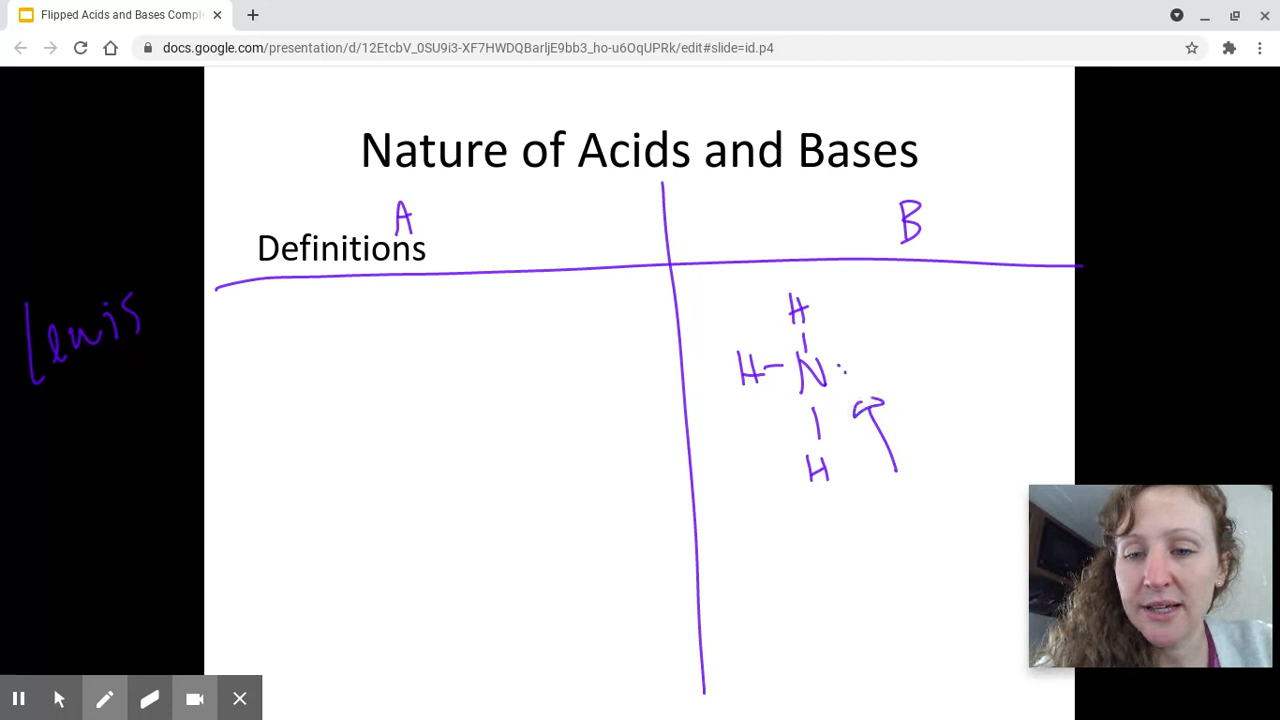 Flipped Acids and Bases Compl
docs.google.com/presentation/d/12EtcbV_0SU9i3-XF7HWDQBarljE9bb3_ho-u6OqUPRk/edit#slide=id.p4
Nature of Acids and Bases
A B
Definitions
Lewis
H
H-N:
H